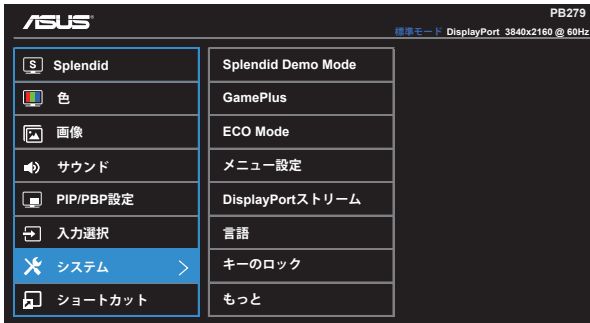 ASUS
PB279
標準モード DisplayPort 3840x2160 @ 60Hz
Splendid
色
画像
サウンド
PIP/PBP設定
入力選択
システム
ショートカット
Splendid Demo Mode
GamePlus
ECO Mode
メニュー設定
DisplayPortストリーム
言語
キーのロック
もっと